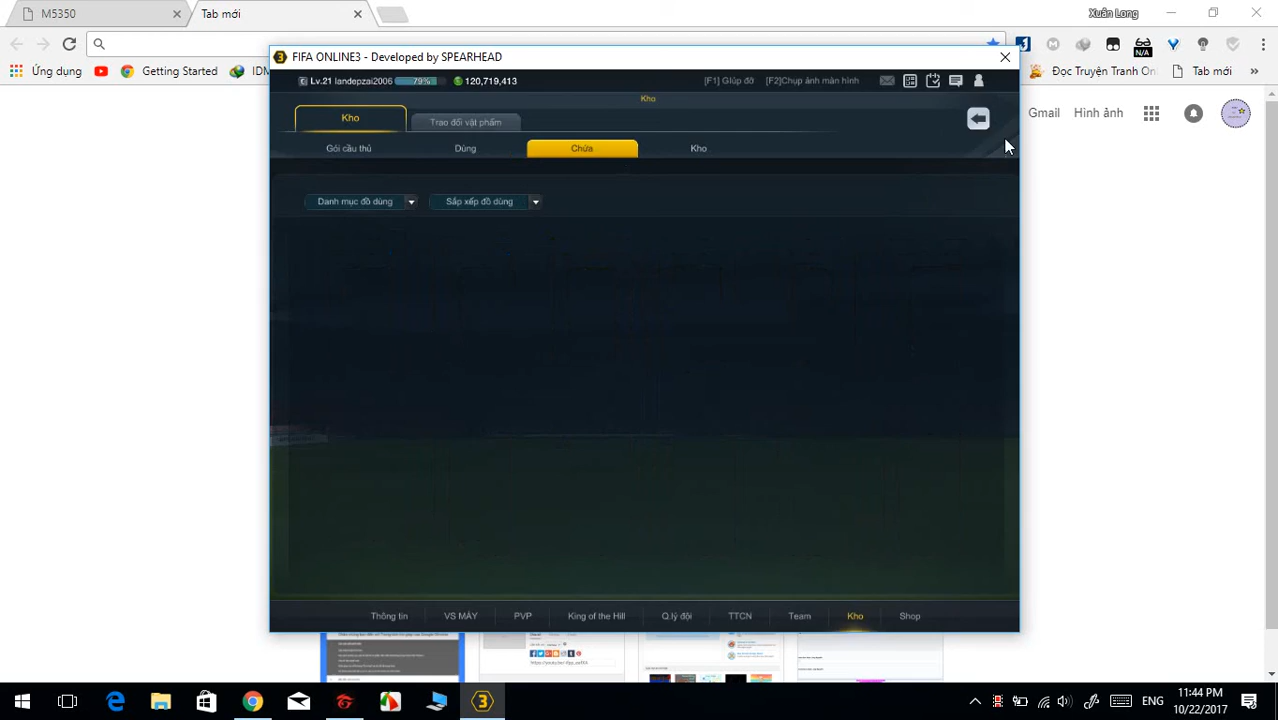 M5350
Tab mới
Xuân Long
Ứng dụng
Getting Started
IDM
N/A
Đọc Truyện Tranh Onl
Tab mới
FIFA ONLINE3 - Developed by SPEARHEAD
Lv.21 landepzai2006 79% 120,719,413
[F1] Giúp đỡ
[F2]Chụp ảnh màn hình
Kho
Gmail
Hình ảnh
Kho
Trao đổi vật phẩm
Gói cầu thủ
Dùng
Chứa
Kho
Danh mục đồ dùng
Sắp xếp đồ dùng
Thông tin
VS MÁY
PVP
King of the Hill
Q.lý đội
TTCN
Team
Kho
Shop
ENG
11:44 PM
10/22/2017